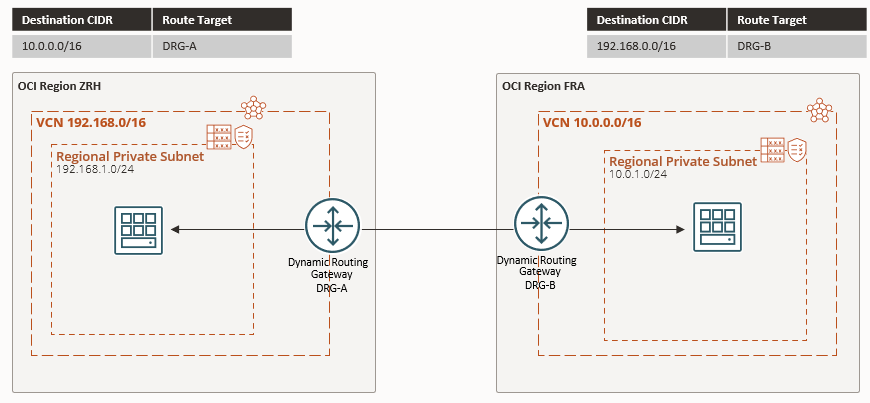 Destination CIDR Route Target
10.0.0.0/16 DRG-A
Destination CIDR Route Target
192.168.0.0/16 DRG-B
OCI Region ZRH
VCN 192.168.0/16
Regional Private Subnet
192.168.1.0/24
Dynamic Routing
Gateway
DRG-A
OCI Region FRA
VCN 10.0.0.0/16
Regional Private Subnet
10.0.1.0/24
Dynamic Routing
Gateway
DRG-B